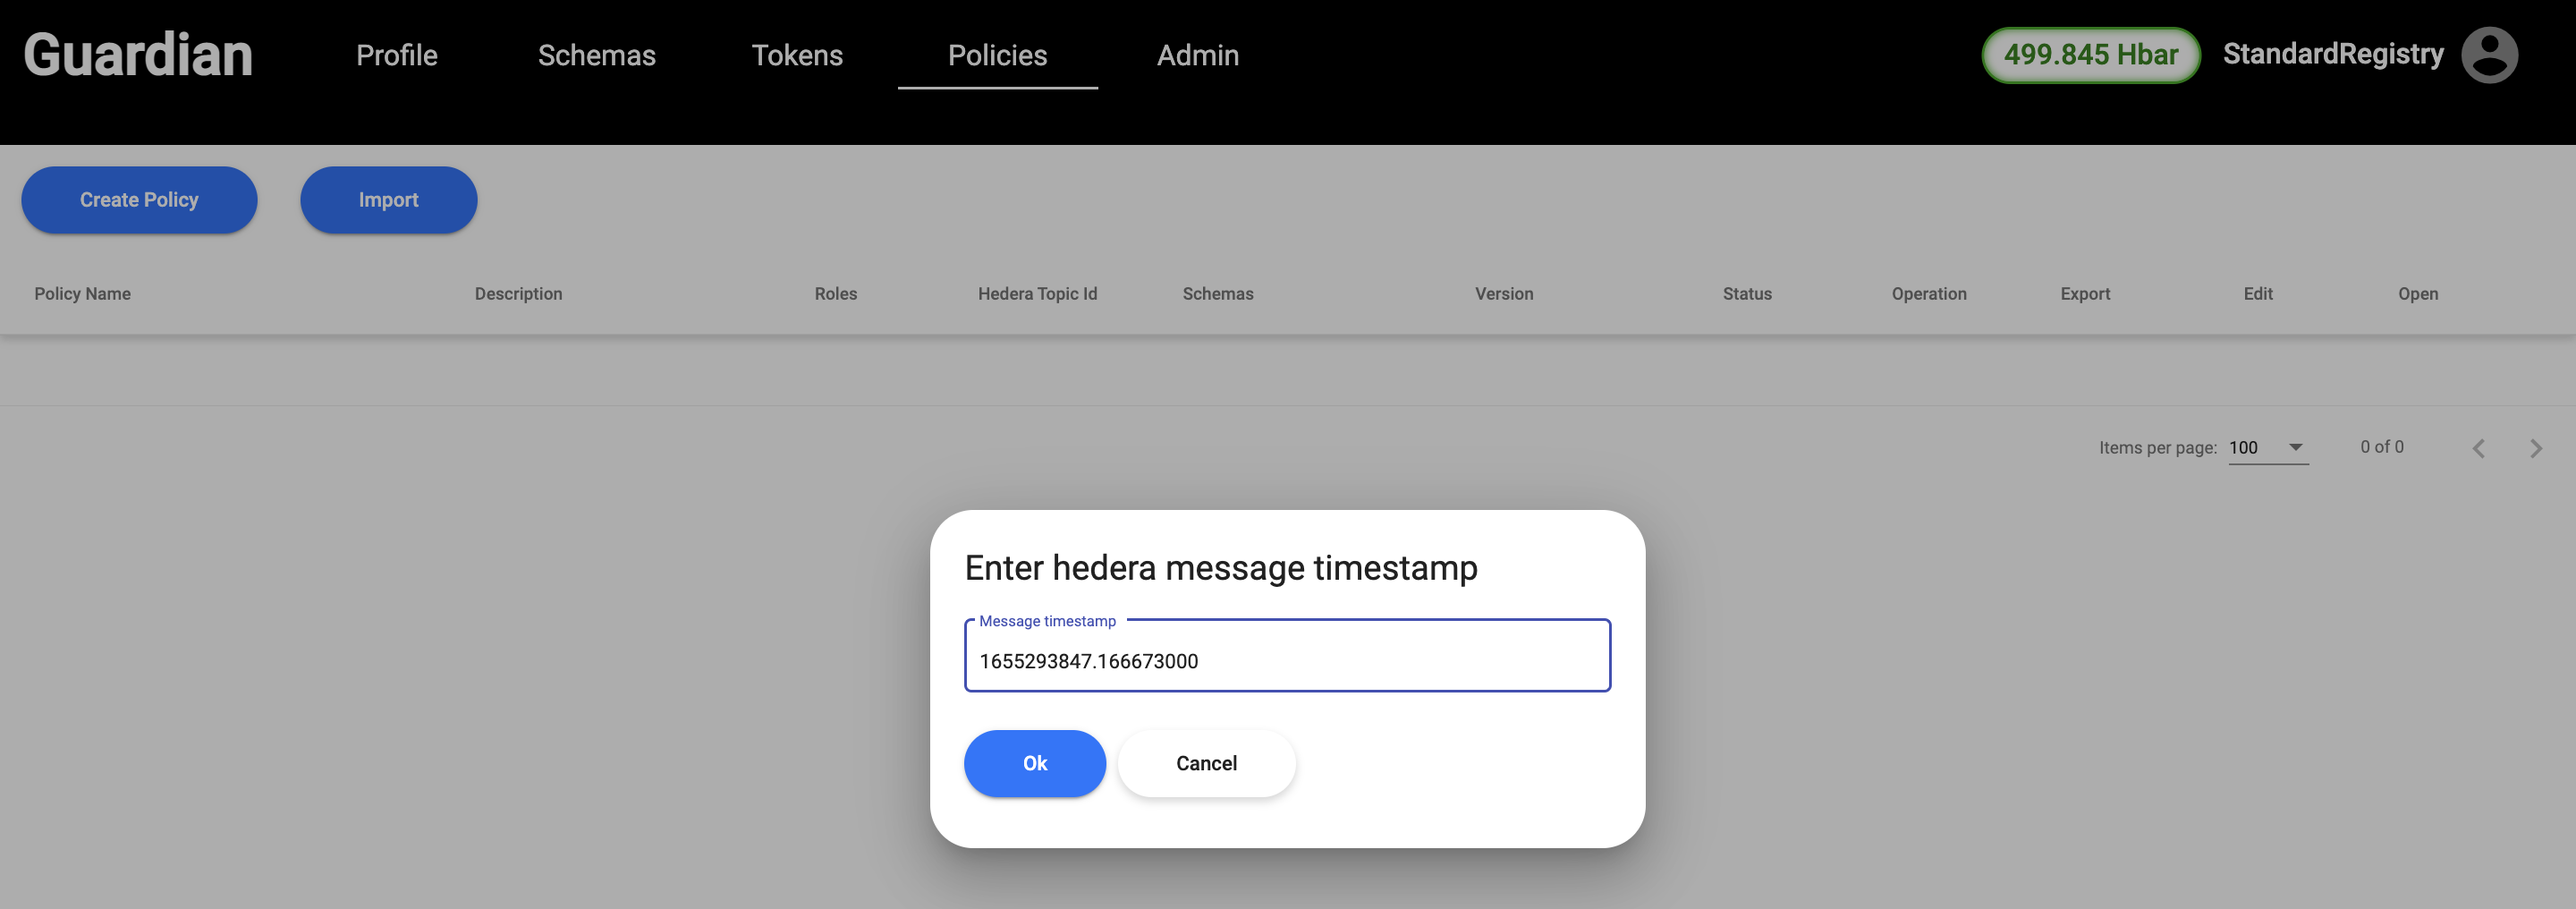 Guardian Profile Schemas Tokens Policies Admin 499.845 Hbar StandardRegistry
Create Policy Import
Policy Name Description Roles Hedera Topic Id Schemas Version Status Operation Export Edit Open
Items per page: 100 0 of 0
Enter hedera message timestamp
Message timestamp
1655293847.166673000
Ok Cancel